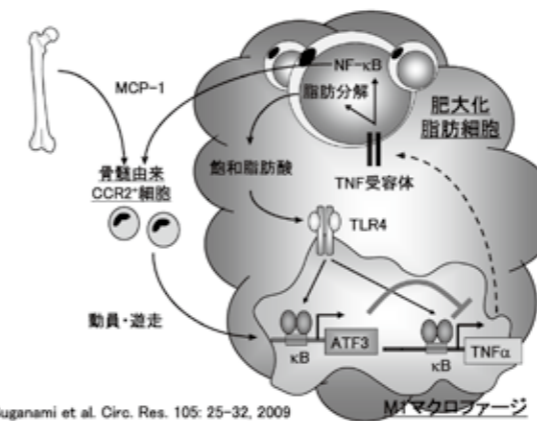 MCP-1
NF-κB
脂肪分解
肥大化
脂肪細胞
飽和脂肪酸
TNF受容体
骨髄由来
CCR2⁺細胞
TLR4
動員・遊走
κB
ATF3
κB
TNFα
uganami et al. Circ. Res. 105: 25-32, 2009
M1マクロファージ